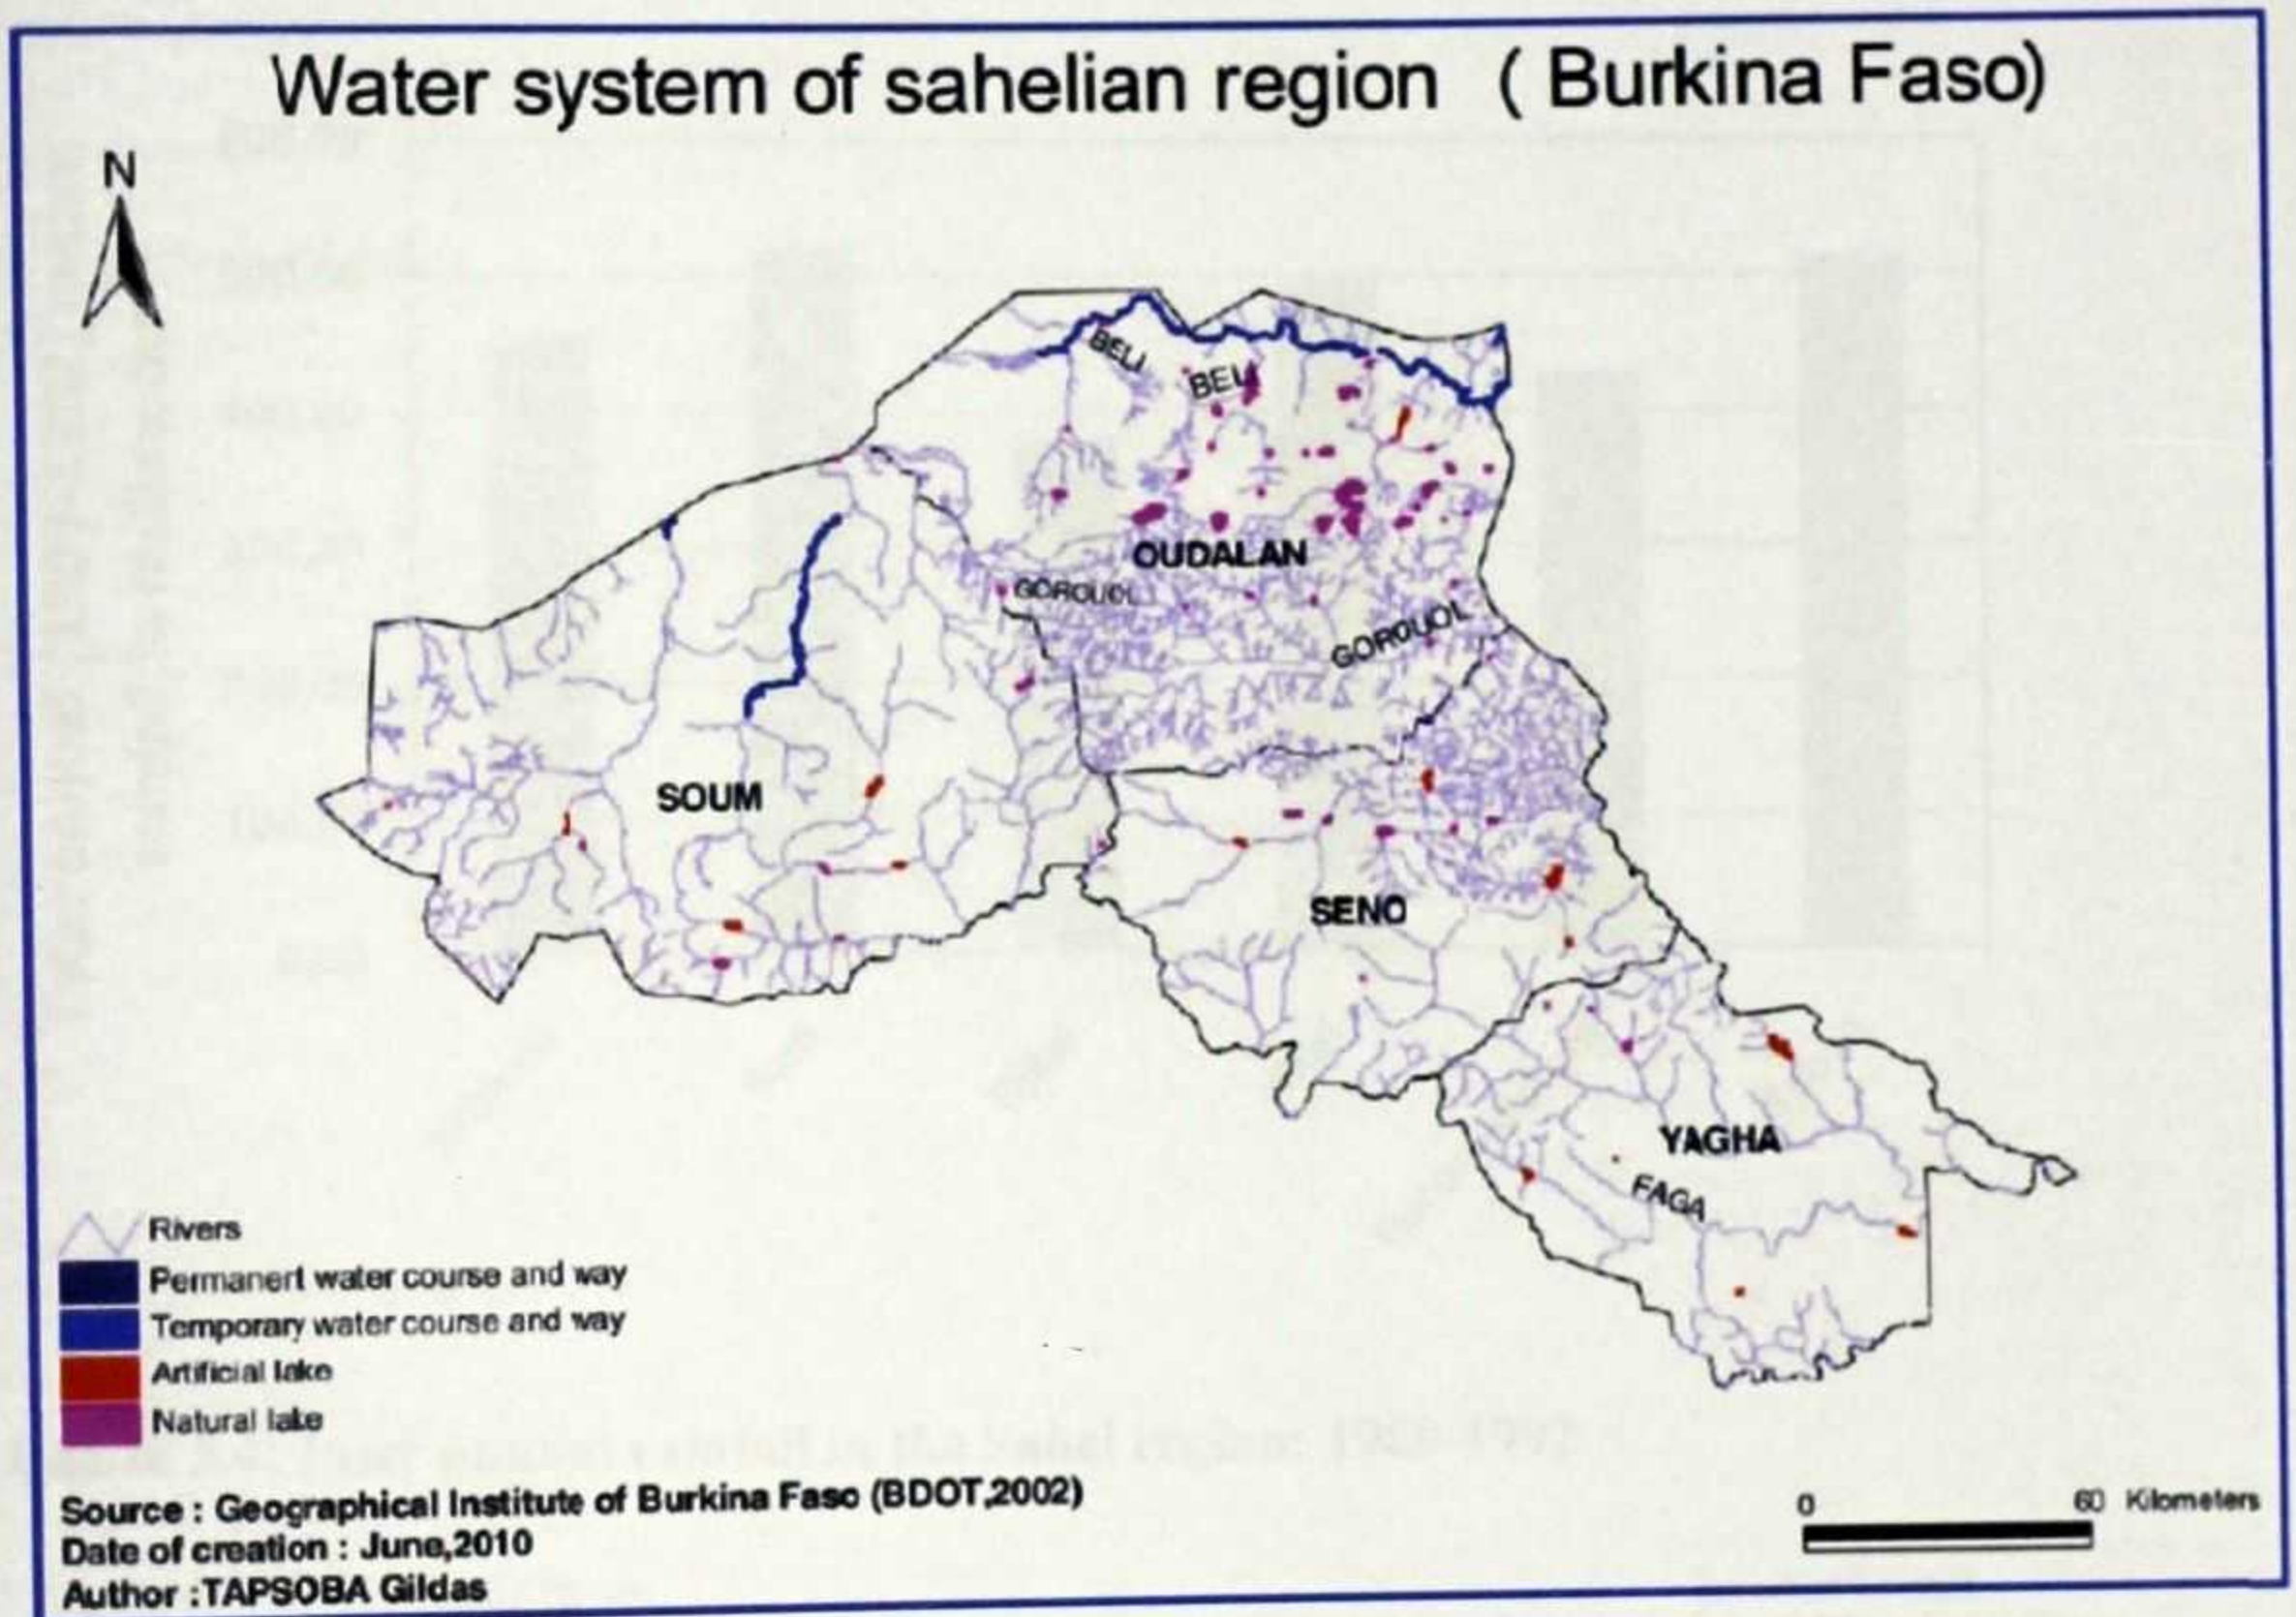 Water system of sahelian region ( Burkina Faso)
N
BELI
BELI
OUDALAN
GOROUOL
GOROUOL
SOUM
SENO
YAGHA
FAGA
Rivers
Permanert water course and way
Temporary water course and way
Artificial lake
Natural lake
0 60 Kilometers
Source : Geographical Institute of Burkina Faso (BDOT,2002)
Date of creation : June,2010
Author :TAPSOBA Gildas